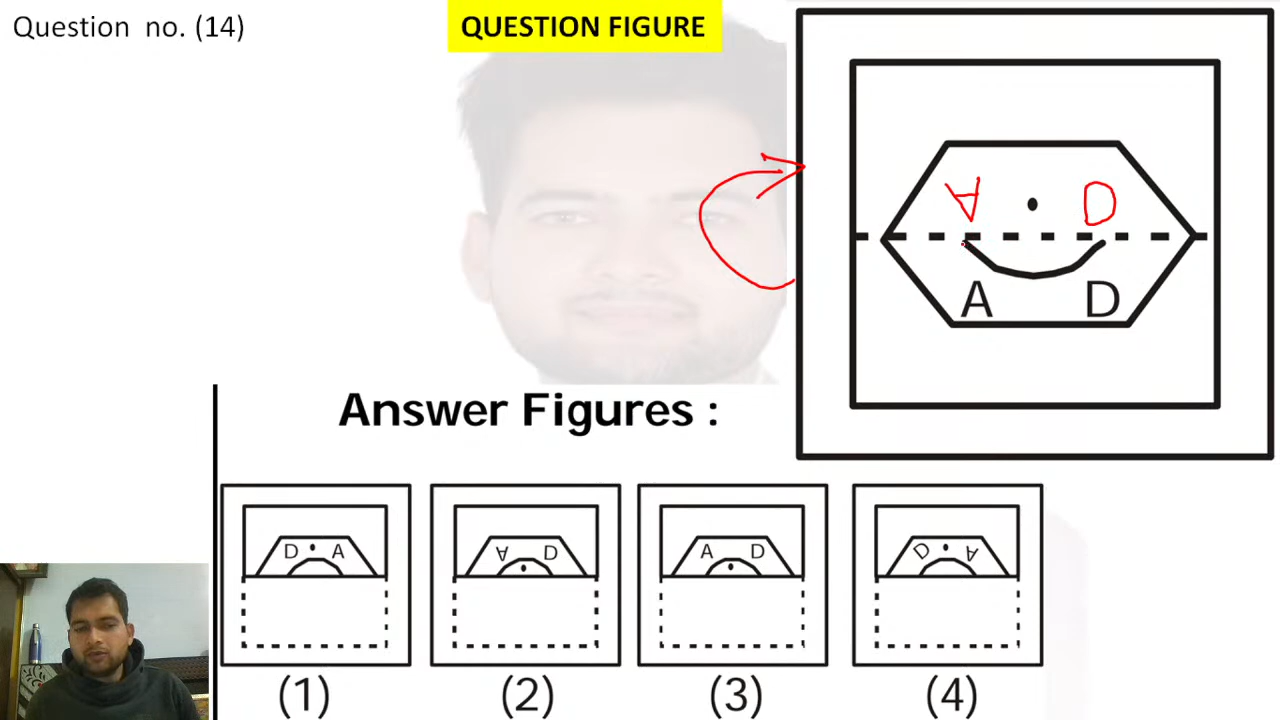 Question no. (14)
QUESTION FIGURE
A D
A D
Answer Figures :
D A
∀ D
A D
D ∀
(1) (2) (3) (4)